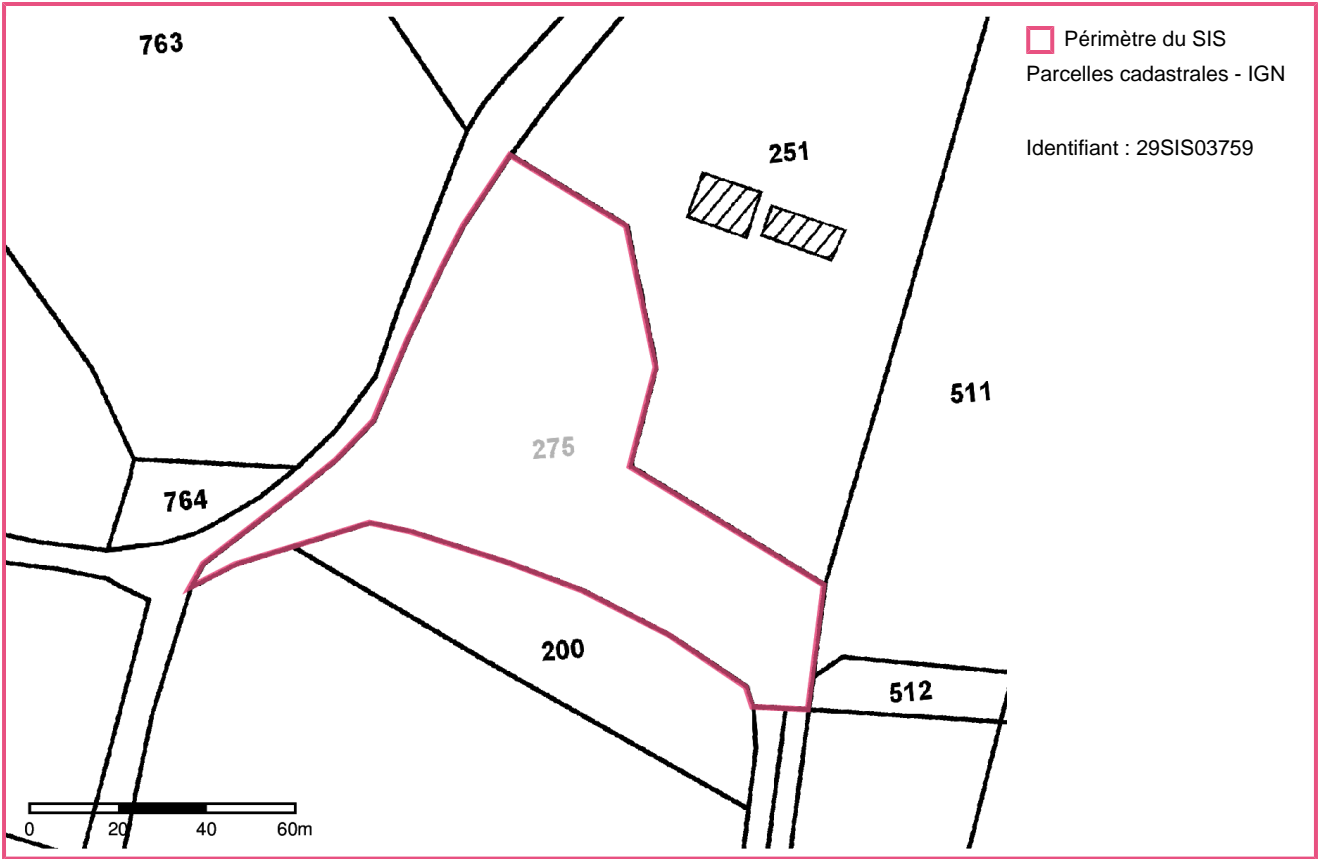 763
251
511
275
764
200
512
0 20 40 60m
Périmètre du SIS
Parcelles cadastrales - IGN
Identifiant : 29SIS03759